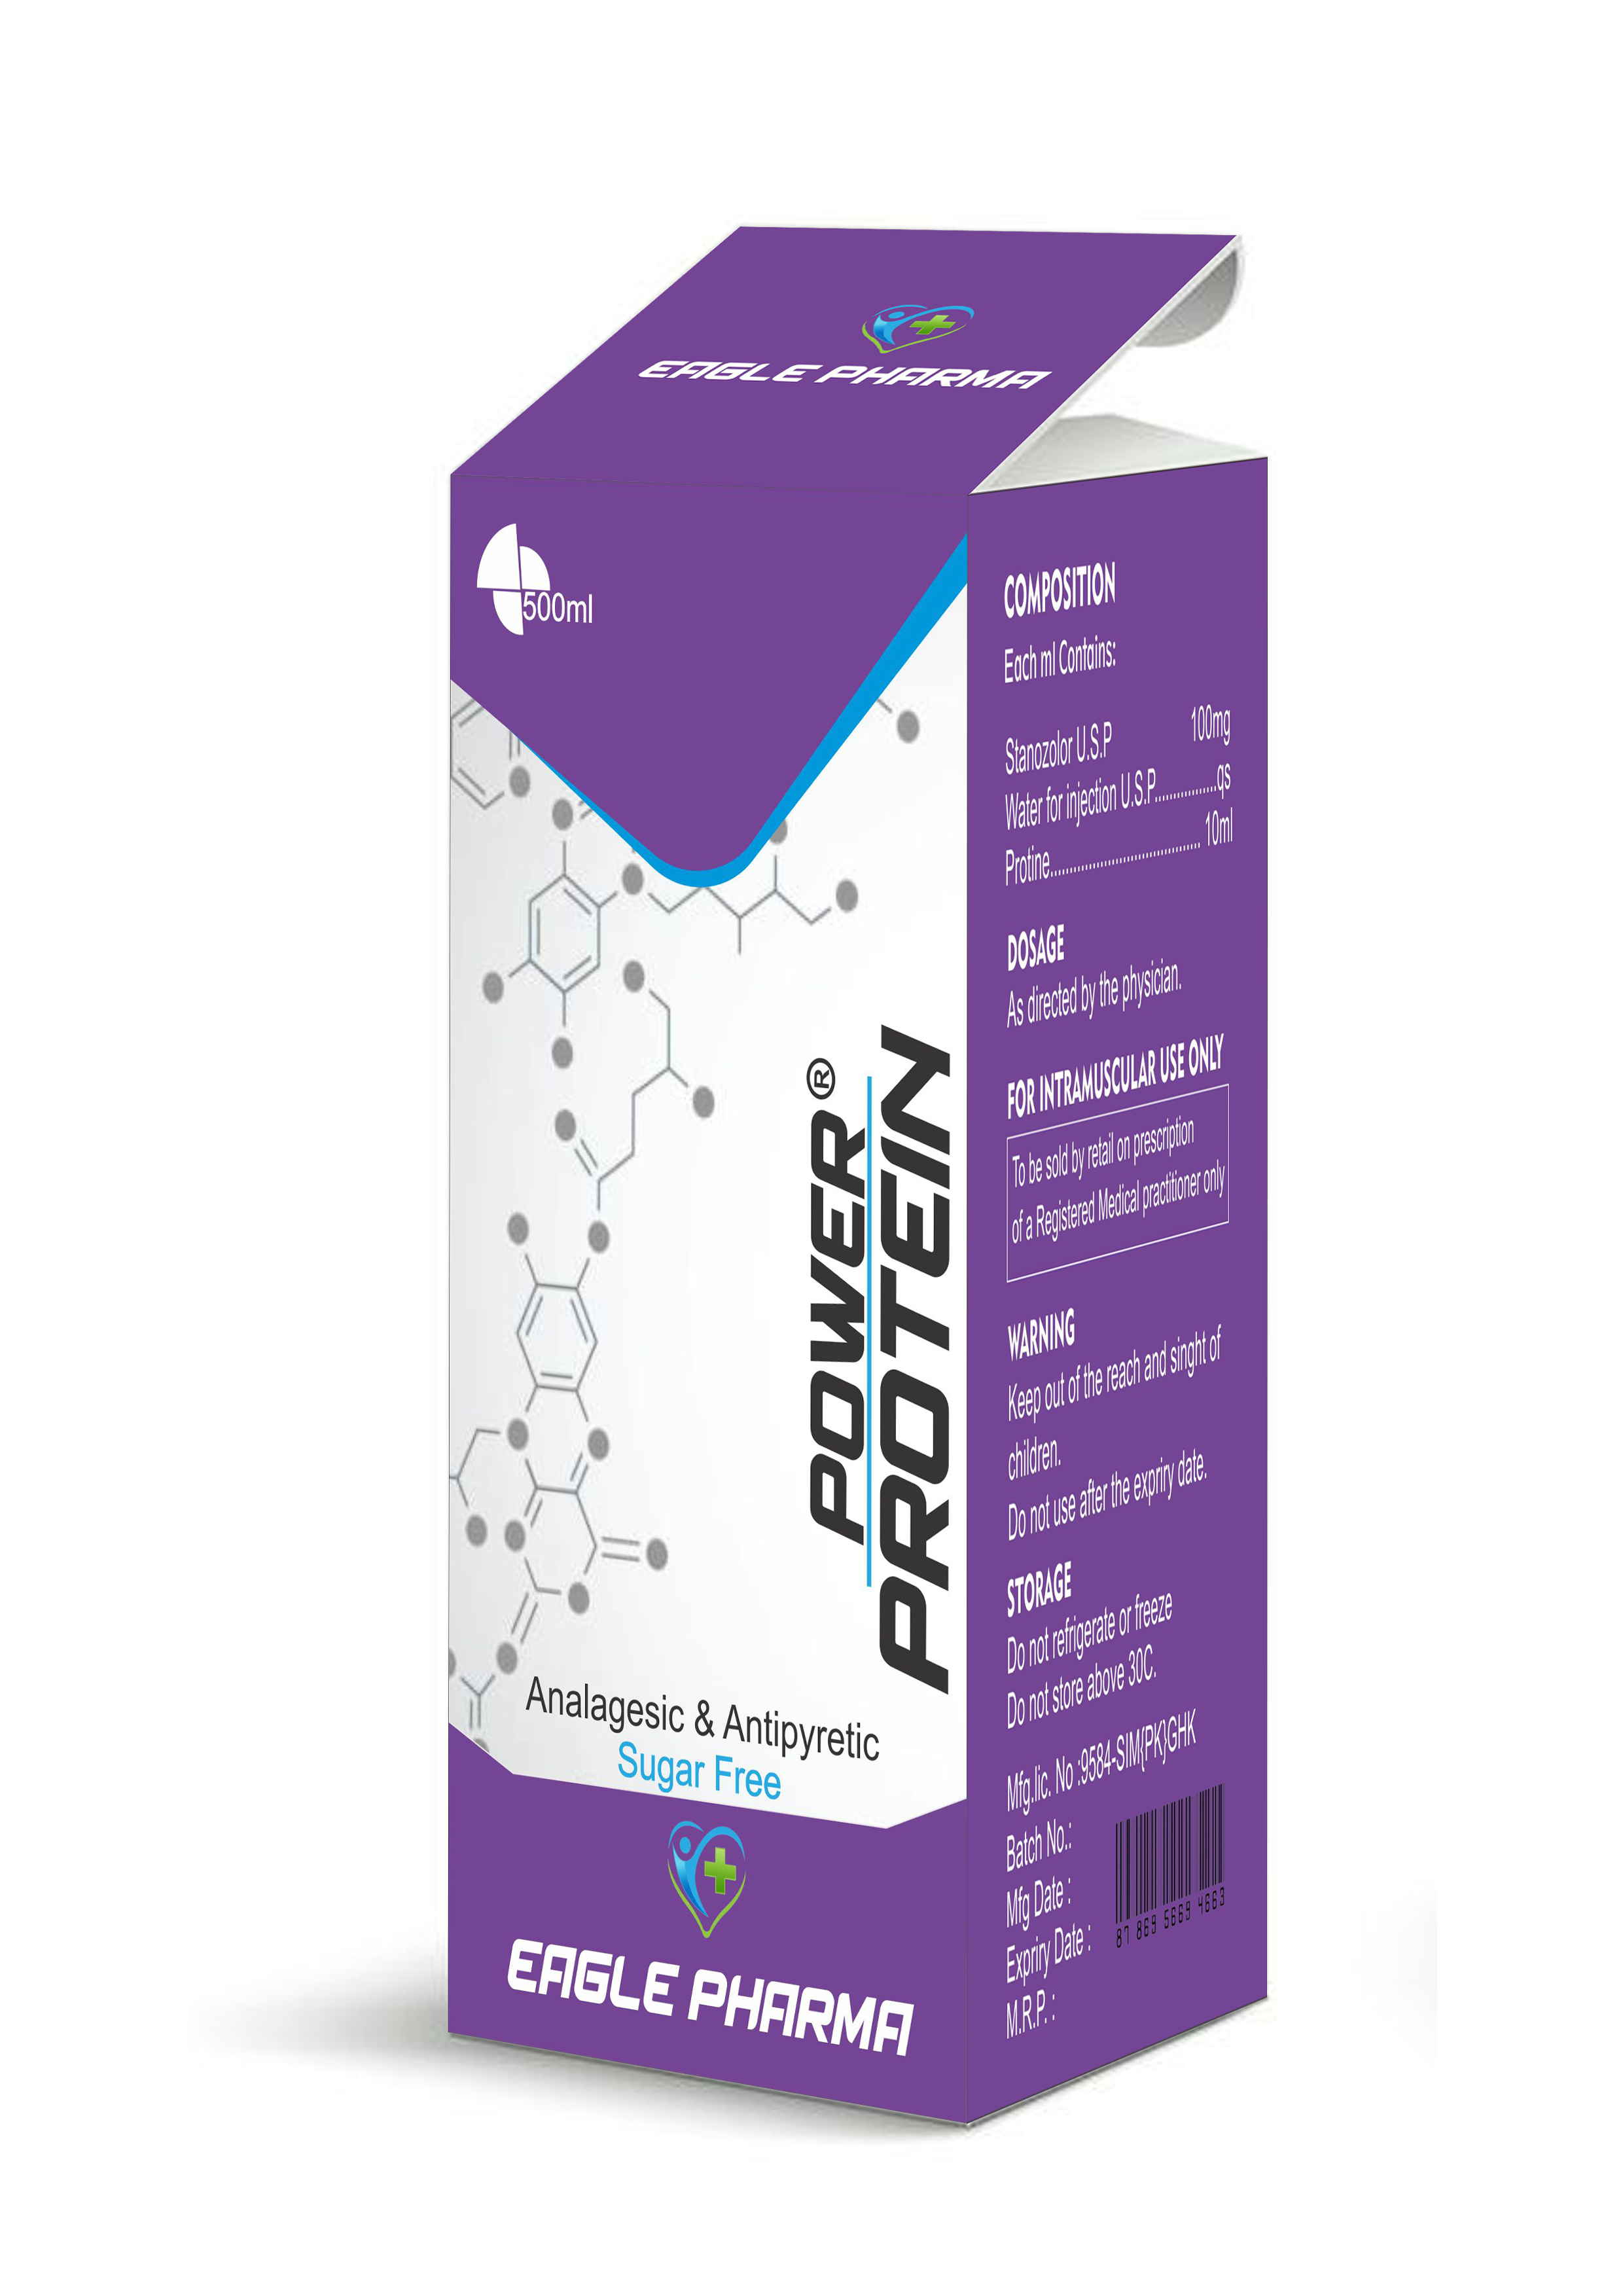 EAGLE PHARMA
500ml
POWER®
PROTEIN
Analagesic & Antipyretic
Sugar Free
EAGLE PHARMA
COMPOSITION
Each ml Contains:
Stanozolor U.S.P 100mg
Water for injection U.S.P................qs
Protine..................................... 10ml
DOSAGE
As directed by the physician.
FOR INTRAMUSCULAR USE ONLY
To be sold by retail on prescription
of a Registered Medical practitioner only
WARNING
Keep out of the reach and singht of
children.
Do not use after the expriry date.
STORAGE
Do not refrigerate or freeze
Do not store above 30C.
Mfg.lic. No :9584-SIM{PK}GHK
Batch No.:
Mfg Date :
Expriry Date :
M.R.P. :
87 869 5669 4663